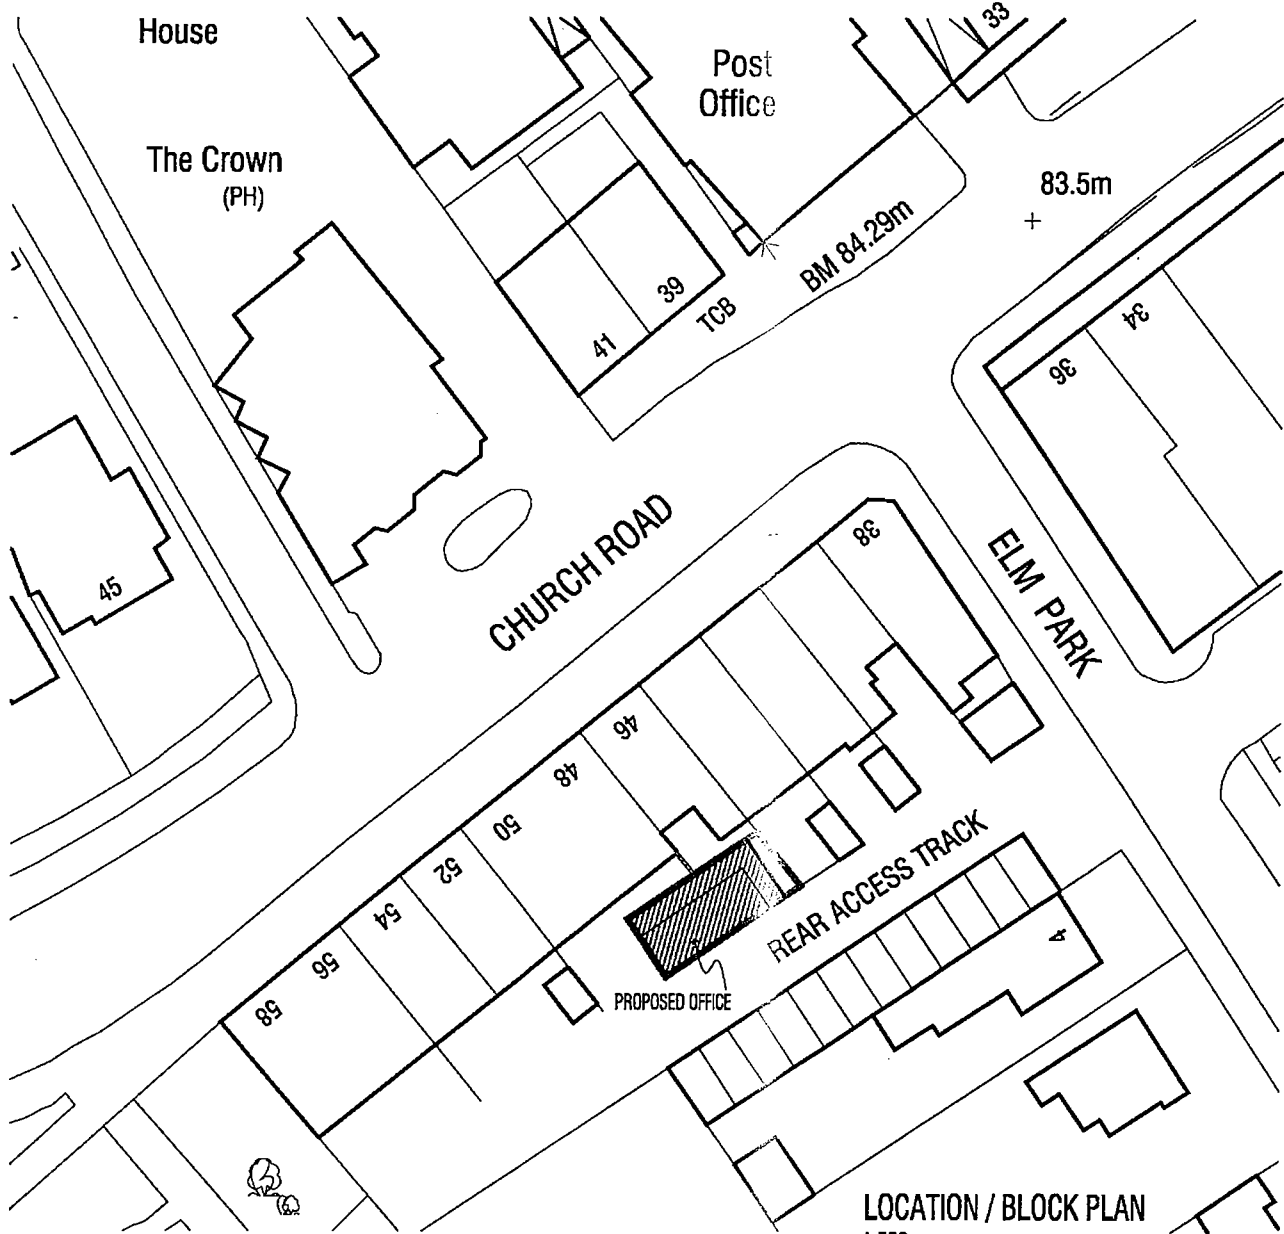 House
33
Post
Office
The Crown
(PH)
83.5m
BM 84.29m
39
TCB
41
34
36
38
CHURCH ROAD
ELM PARK
45
46
48
50
52
54
56
58
REAR ACCESS TRACK
4
PROPOSED OFFICE
LOCATION / BLOCK PLAN